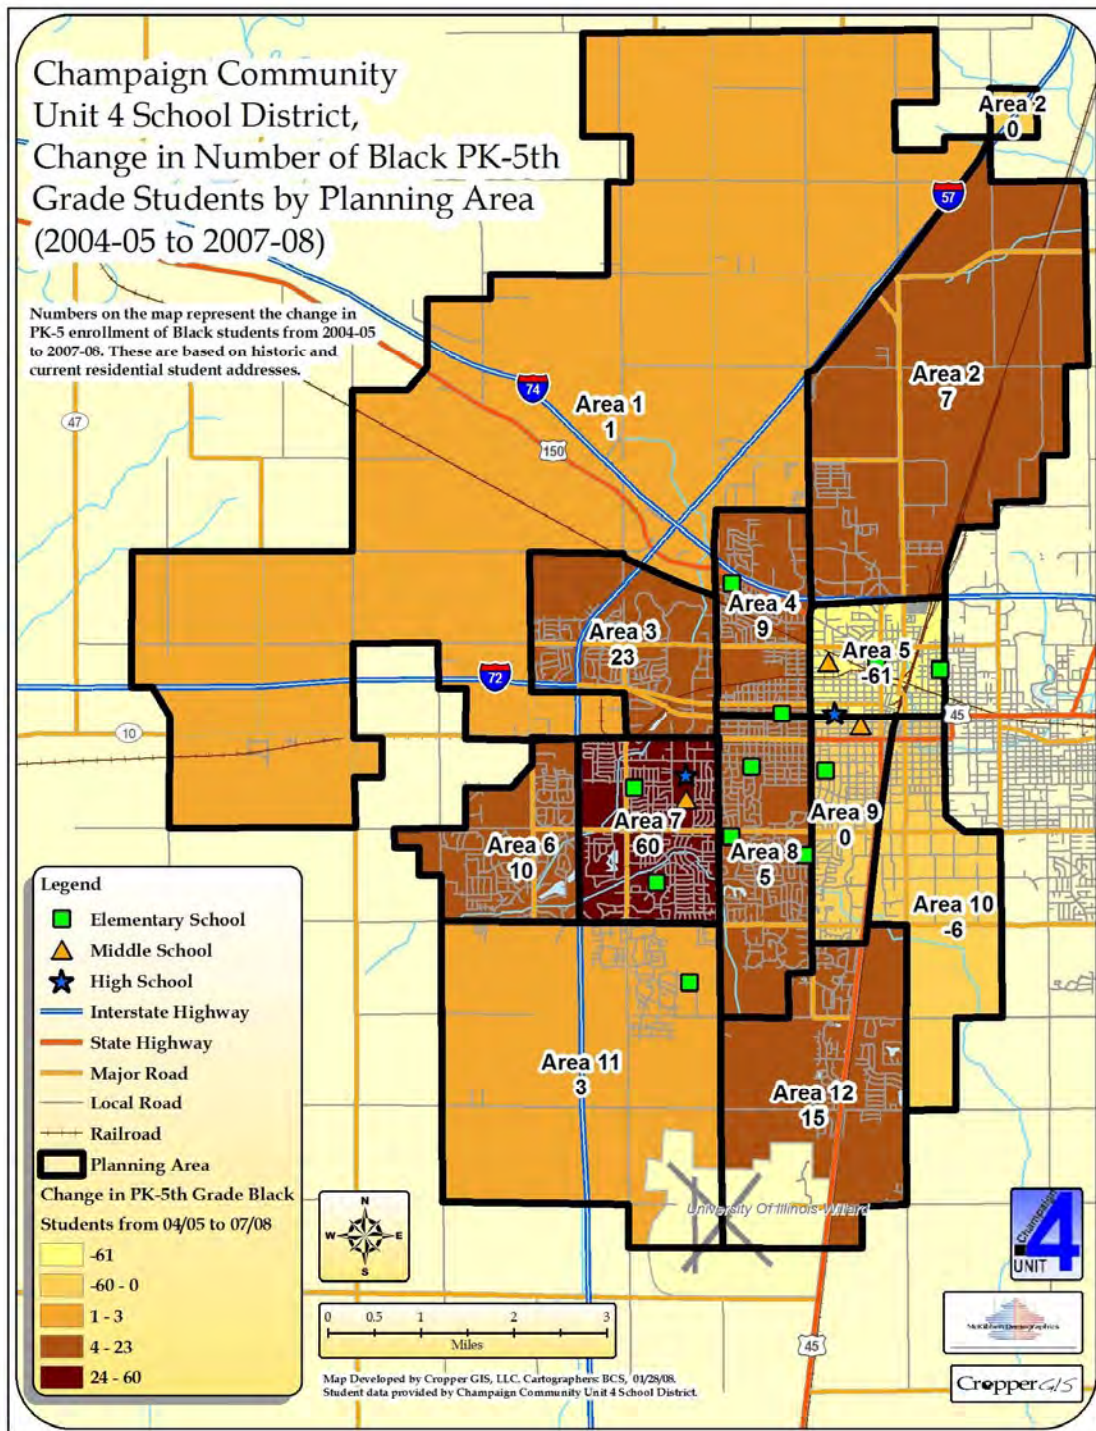 Champaign Community
Unit 4 School District,
Change in Number of Black PK-5th
Grade Students by Planning Area
(2004-05 to 2007-08)
Numbers on the map represent the change in
PK-5 enrollment of Black students from 2004-05
to 2007-08. These are based on historic and
current residential student addresses.
Area 2
0
57
Area 2
7
74
Area 1
1
47
150
Area 4
9
Area 3
23
Area 5
-61
72
45
10
Area 7
60
Area 9
0
Area 6
10
Area 8
5
Area 10
-6
Area 11
3
Area 12
15
University Of Illinois-Willard
45
Legend
Elementary School
Middle School
High School
Interstate Highway
State Highway
Major Road
Local Road
Railroad
Planning Area
Change in PK-5th Grade Black
Students from 04/05 to 07/08
-61
-60 - 0
1 - 3
4 - 23
24 - 60
N
W E
S
0 0.5 1 2 3
Miles
Map Developed by Cropper GIS, LLC. Cartographers: BCS, 01/28/08.
Student data provided by Champaign Community Unit 4 School District.
Champaign
4
UNIT
McKibben Demographics
Cropper GIS